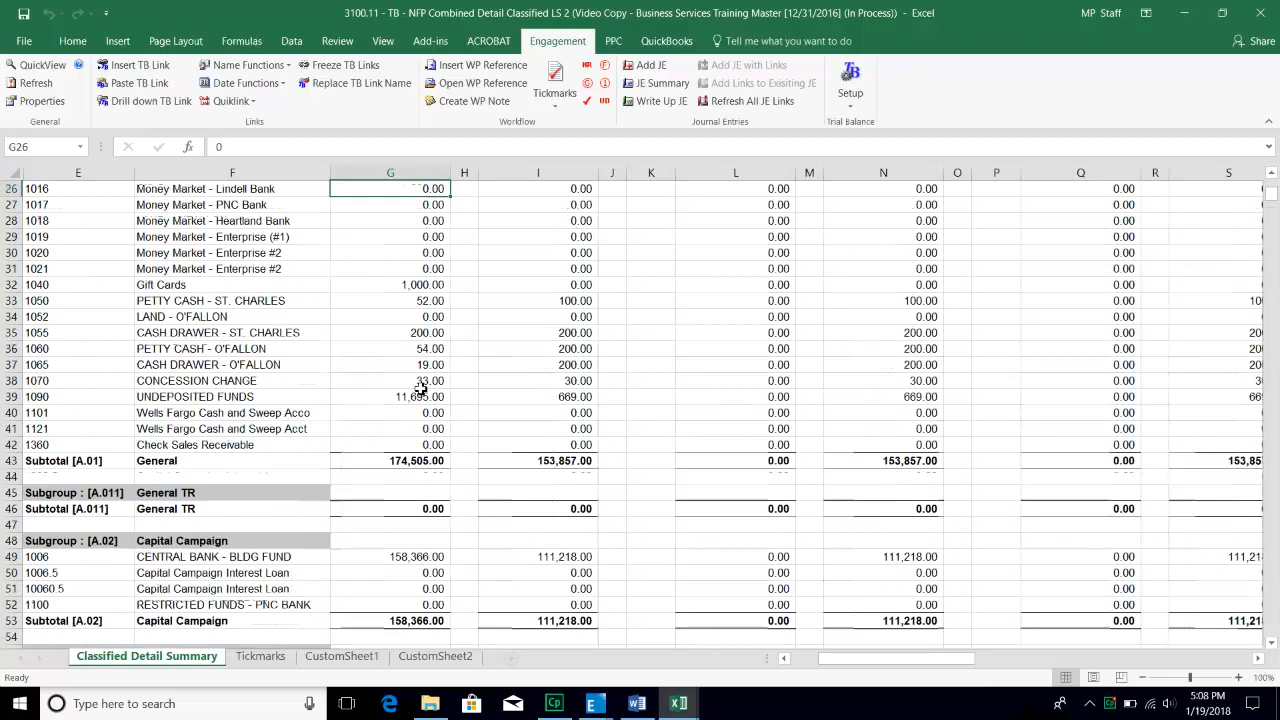 3100.11 - TB - NFP Combined Detail Classified LS 2 (Video Copy - Business Services Training Master [12/31/2016] (In Process)) - Excel MP Staff
File Home Insert Page Layout Formulas Data Review View Add-ins ACROBAT Engagement PPC QuickBooks Tell me what you want to do Share
QuickView Insert TB Link Name Functions Freeze TB Links Insert WP Reference HR F Add JE Add JE with Links
Refresh Paste TB Link Date Functions Replace TB Link Name Open WP Reference Tickmarks G I JE Summary Add Links to Exisiting JE Setup
Properties Drill down TB Link Quiklink Create WP Note UD Write Up JE Refresh All JE Links
General Links Workflow Journal Entries Trial Balance
G26 fx 0
E F G H I J K L M N O P Q R S
26 1016 Money Market - Lindell Bank 0.00 0.00 0.00 0.00 0.00
27 1017 Money Market - PNC Bank 0.00 0.00 0.00 0.00 0.00
28 1018 Money Market - Heartland Bank 0.00 0.00 0.00 0.00 0.00
29 1019 Money Market - Enterprise (#1) 0.00 0.00 0.00 0.00 0.00
30 1020 Money Market - Enterprise #2 0.00 0.00 0.00 0.00 0.00
31 1021 Money Market - Enterprise #2 0.00 0.00 0.00 0.00 0.00
32 1040 Gift Cards 1,000.00 0.00 0.00 0.00 0.00
33 1050 PETTY CASH - ST. CHARLES 52.00 100.00 0.00 100.00 0.00 10
34 1052 LAND - O'FALLON 0.00 0.00 0.00 0.00 0.00
35 1055 CASH DRAWER - ST. CHARLES 200.00 200.00 0.00 200.00 0.00 20
36 1060 PETTY CASH - O'FALLON 54.00 200.00 0.00 200.00 0.00 20
37 1065 CASH DRAWER - O'FALLON 19.00 200.00 0.00 200.00 0.00 20
38 1070 CONCESSION CHANGE 33.00 30.00 0.00 30.00 0.00 3
39 1090 UNDEPOSITED FUNDS 669.00 0.00 669.00 0.00 66
40 1101 Wells Fargo Cash and Sweep Acco 0.00 0.00 0.00 0.00 0.00
41 1121 Wells Fargo Cash and Sweep Acct 0.00 0.00 0.00 0.00 0.00
42 1360 Check Sales Receivable 0.00 0.00 0.00 0.00 0.00
43 Subtotal [A.01] General 174,505.00 153,857.00 0.00 153,857.00 0.00 153,85
44
45 Subgroup : [A.011] General TR
46 Subtotal [A.011] General TR 0.00 0.00 0.00 0.00 0.00
47
48 Subgroup : [A.02] Capital Campaign
49 1006 CENTRAL BANK - BLDG FUND 158,366.00 111,218.00 0.00 111,218.00 0.00 111,21
50 1006.5 Capital Campaign Interest Loan 0.00 0.00 0.00 0.00 0.00
51 10060.5 Capital Campaign Interest Loan 0.00 0.00 0.00 0.00 0.00
52 1100 RESTRICTED FUNDS - PNC BANK 0.00 0.00 0.00 0.00 0.00
53 Subtotal [A.02] Capital Campaign 158,366.00 111,218.00 0.00 111,218.00 0.00 111,21
54
Classified Detail Summary Tickmarks CustomSheet1 CustomSheet2
Ready 100%
Type here to search 5:08 PM
1/19/2018